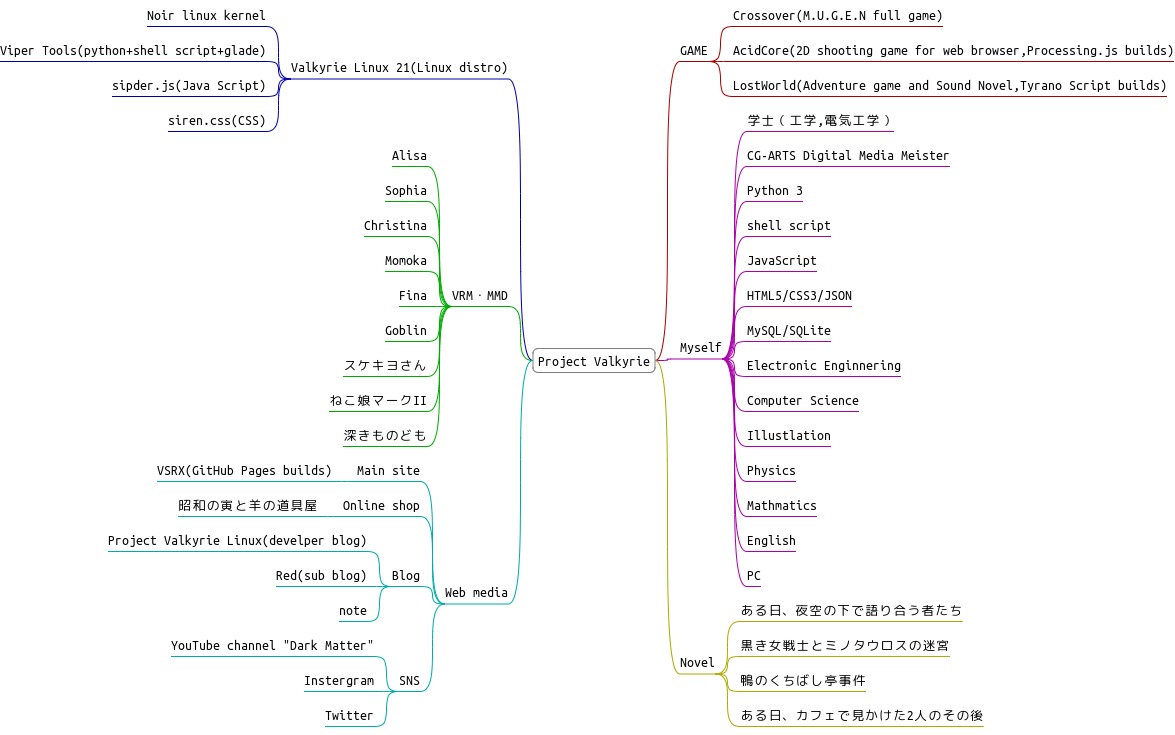 Noir linux kernel
Viper Tools(python+shell script+glade)
Valkyrie Linux 21(Linux distro)
sipder.js(Java Script)
siren.css(CSS)
Alisa
Sophia
Christina
Momoka
Fina
VRM・MMD
Goblin
スケキヨさん
ねこ娘マークII
深きものども
VSRX(GitHub Pages builds)
Main site
昭和の寅と羊の道具屋
Online shop
Project Valkyrie Linux(develper blog)
Red(sub blog)
Blog
note
Web media
YouTube channel "Dark Matter"
Instergram
SNS
Twitter
Project Valkyrie
Crossover(M.U.G.E.N full game)
GAME
AcidCore(2D shooting game for web browser,Processing.js builds)
LostWorld(Adventure game and Sound Novel,Tyrano Script builds)
学士（工学,電気工学）
CG-ARTS Digital Media Meister
Python 3
shell script
JavaScript
HTML5/CSS3/JSON
MySQL/SQLite
Myself
Electronic Enginnering
Computer Science
Illustlation
Physics
Mathmatics
English
PC
ある日、夜空の下で語り合う者たち
黒き女戦士とミノタウロスの迷宮
Novel
鴨のくちばし亭事件
ある日、カフェで見かけた2人のその後